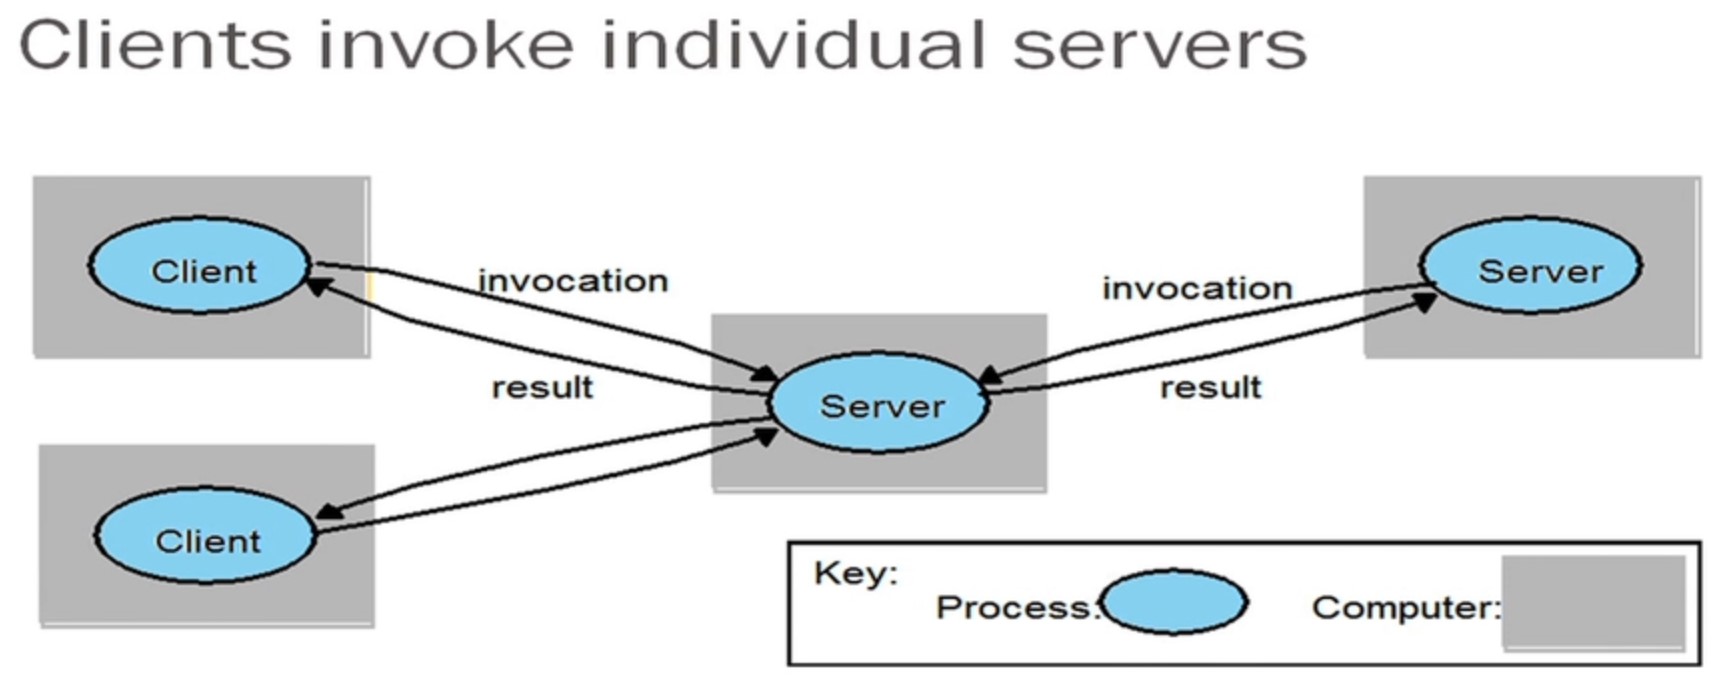 Clients invoke individual servers
Client
Server
invocation
invocation
result
result
Server
Client
Key:
Process:
Computer: